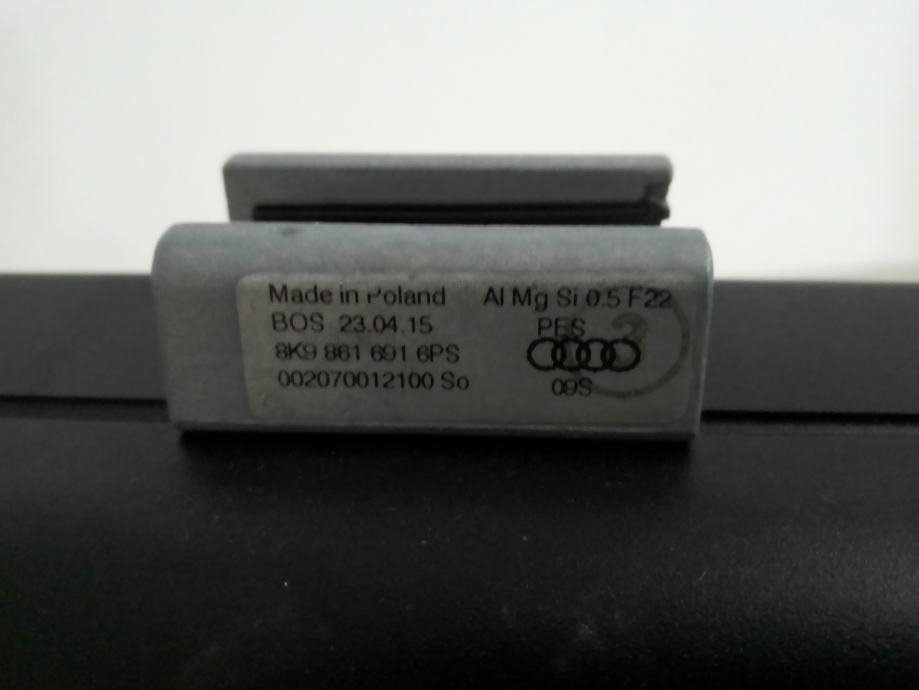 Made in Poland Al Mg Si 0.5 F22
BOS 23.04.15 PES
8K9 861 691 6PS
002070012100 So 09S